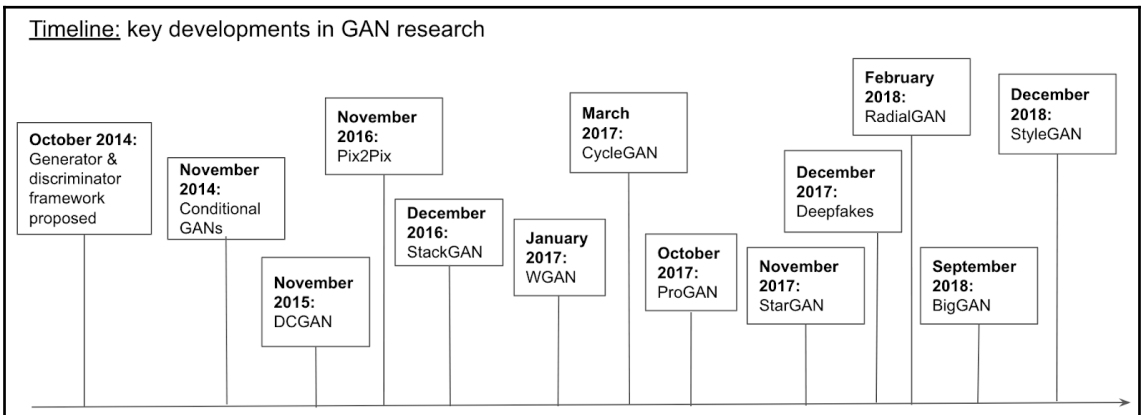 Timeline: key developments in GAN research
October 2014:
Generator &
discriminator
framework
proposed
November
2014:
Conditional
GANs
November
2015:
DCGAN
November
2016:
Pix2Pix
December
2016:
StackGAN
January
2017:
WGAN
March
2017:
CycleGAN
October
2017:
ProGAN
November
2017:
StarGAN
December
2017:
Deepfakes
February
2018:
RadialGAN
September
2018:
BigGAN
December
2018:
StyleGAN